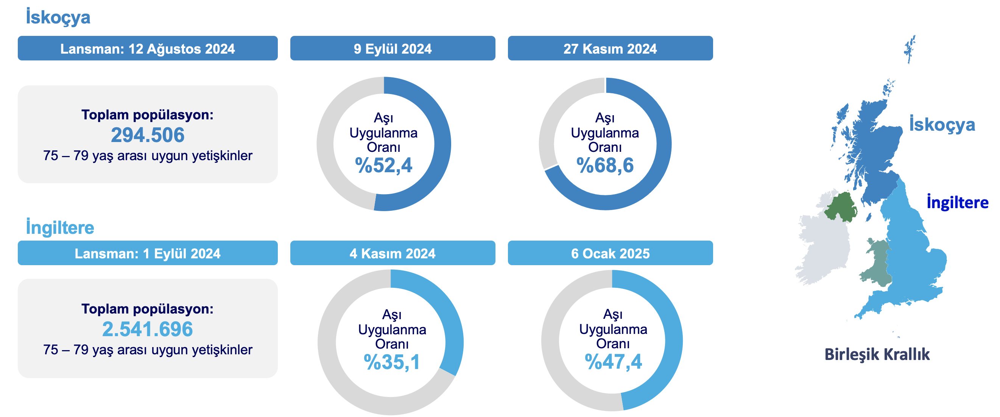 İskoçya
Lansman: 12 Ağustos 2024
9 Eylül 2024
27 Kasım 2024
Toplam popülasyon:
294.506
75 – 79 yaş arası uygun yetişkinler
Aşı
Uygulanma
Oranı
%52,4
Aşı
Uygulanma
Oranı
%68,6
İngiltere
Lansman: 1 Eylül 2024
4 Kasım 2024
6 Ocak 2025
Toplam popülasyon:
2.541.696
75 – 79 yaş arası uygun yetişkinler
Aşı
Uygulanma
Oranı
%35,1
Aşı
Uygulanma
Oranı
%47,4
İskoçya
İngiltere
Birleşik Krallık